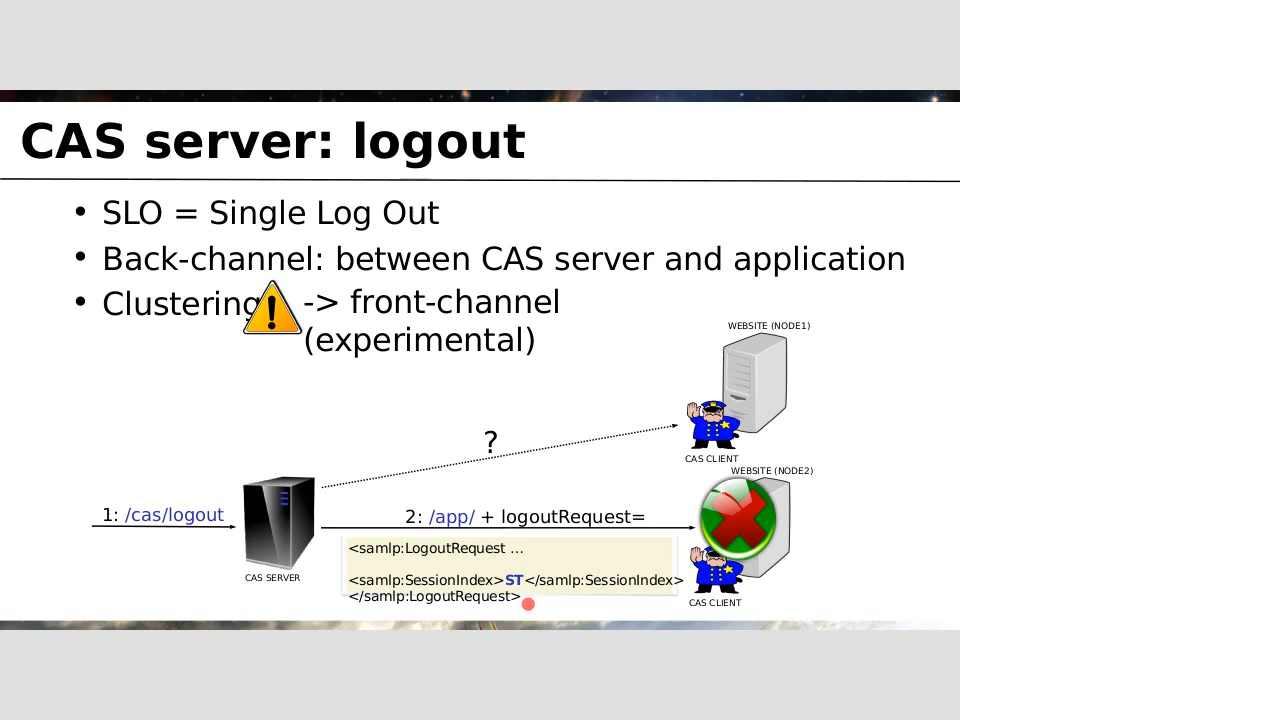 CAS server: logout
• SLO = Single Log Out
• Back-channel: between CAS server and application
• Clustering -> front-channel
(experimental)
WEBSITE (NODE1)
?
CAS CLIENT
WEBSITE (NODE2)
1: /cas/logout
2: /app/ + logoutRequest=
<samlp:LogoutRequest ...
<samlp:SessionIndex>ST</samlp:SessionIndex>
</samlp:LogoutRequest>
CAS SERVER
CAS CLIENT